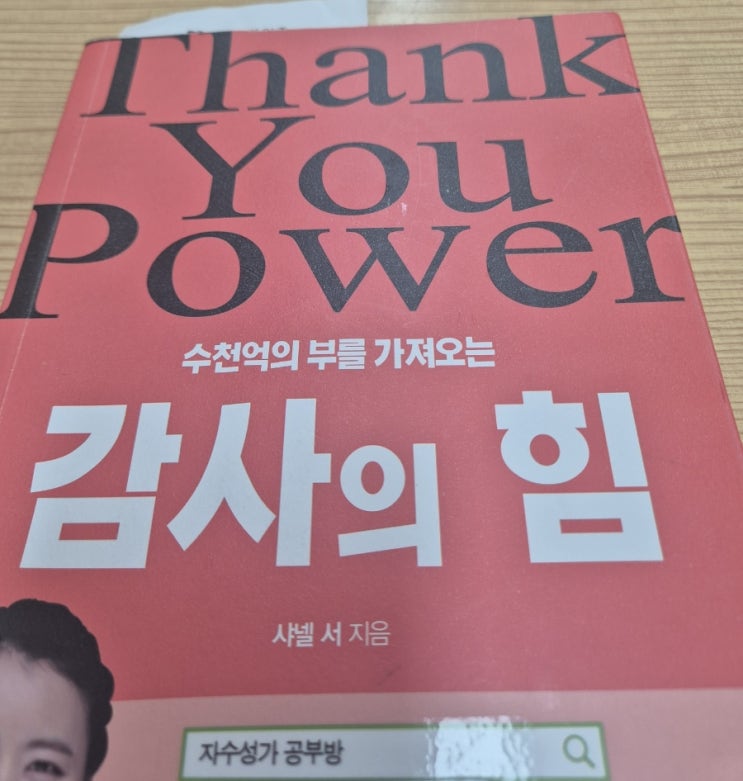 Thank
You
Power
수천억의 부를 가져오는
감사의 힘
샤넬 서 지음
자수성가 공부방